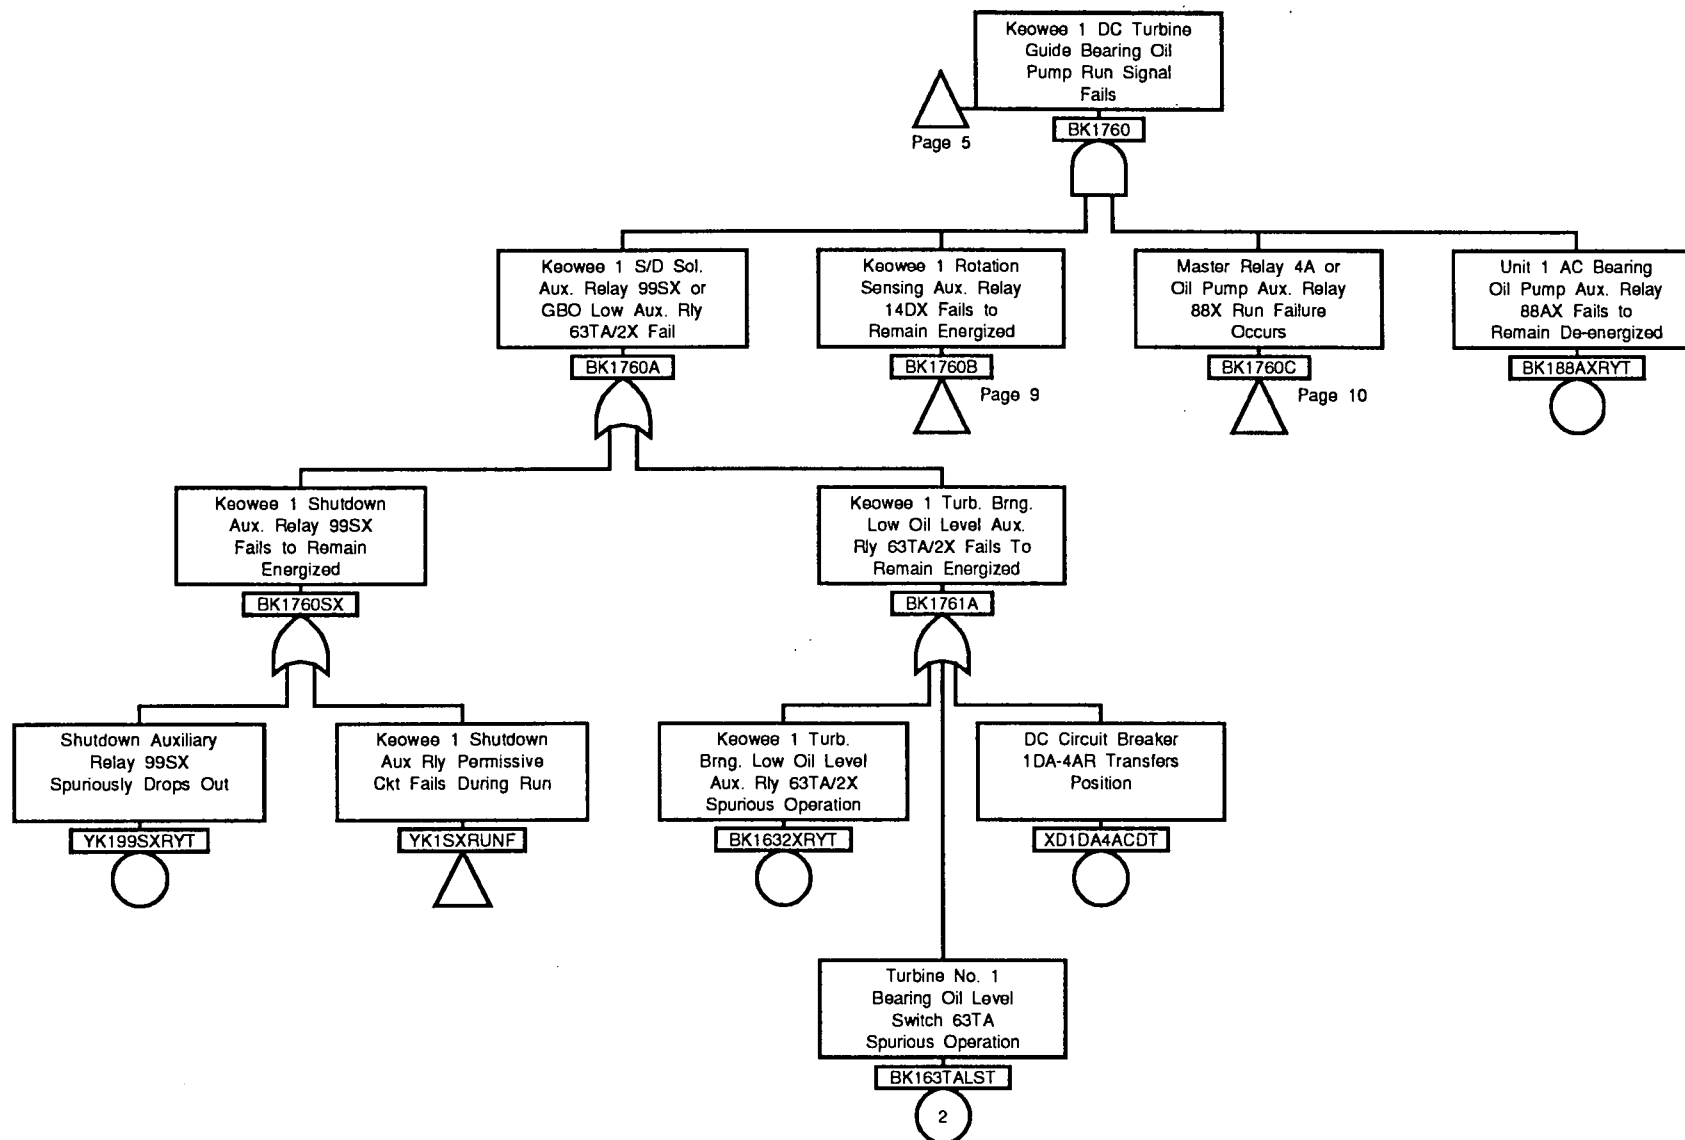 Keowee 1 DC Turbine
Guide Bearing Oil
Pump Run Signal
Fails
Page 5
BK1760
Keowee 1 S/D Sol.
Aux. Relay 99SX or
GBO Low Aux. Rly
63TA/2X Fail
BK1760A
Keowee 1 Rotation
Sensing Aux. Relay
14DX Fails to
Remain Energized
BK1760B
Page 9
Master Relay 4A or
Oil Pump Aux. Relay
88X Run Failure
Occurs
BK1760C
Page 10
Unit 1 AC Bearing
Oil Pump Aux. Relay
88AX Fails to
Remain De-energized
BK188AXRYT
Keowee 1 Shutdown
Aux. Relay 99SX
Fails to Remain
Energized
BK1760SX
Keowee 1 Turb. Brng.
Low Oil Level Aux.
Rly 63TA/2X Fails To
Remain Energized
BK1761A
Shutdown Auxiliary
Relay 99SX
Spuriously Drops Out
YK199SXRYT
Keowee 1 Shutdown
Aux Rly Permissive
Ckt Fails During Run
YK1SXRUNF
Keowee 1 Turb.
Brng. Low Oil Level
Aux. Rly 63TA/2X
Spurious Operation
BK1632XRYT
DC Circuit Breaker
1DA-4AR Transfers
Position
XD1DA4ACDT
Turbine No. 1
Bearing Oil Level
Switch 63TA
Spurious Operation
BK163TALST
2